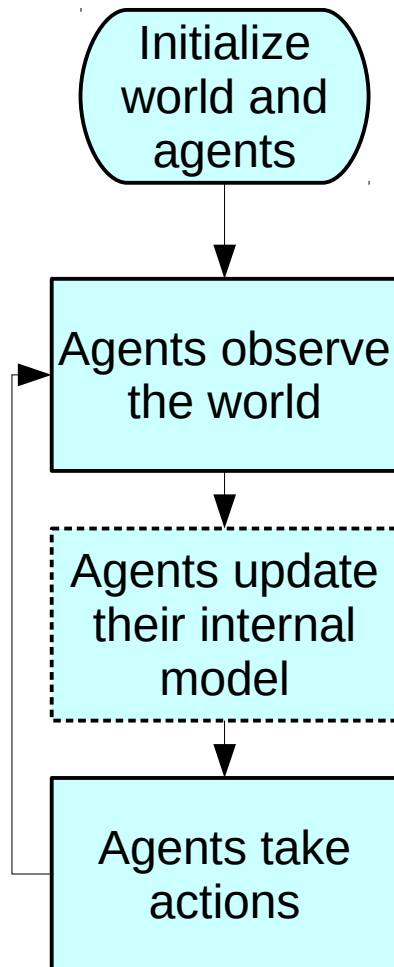 Initialize
world and
agents
Agents observe
the world
Agents update
their internal
model
Agents take
actions